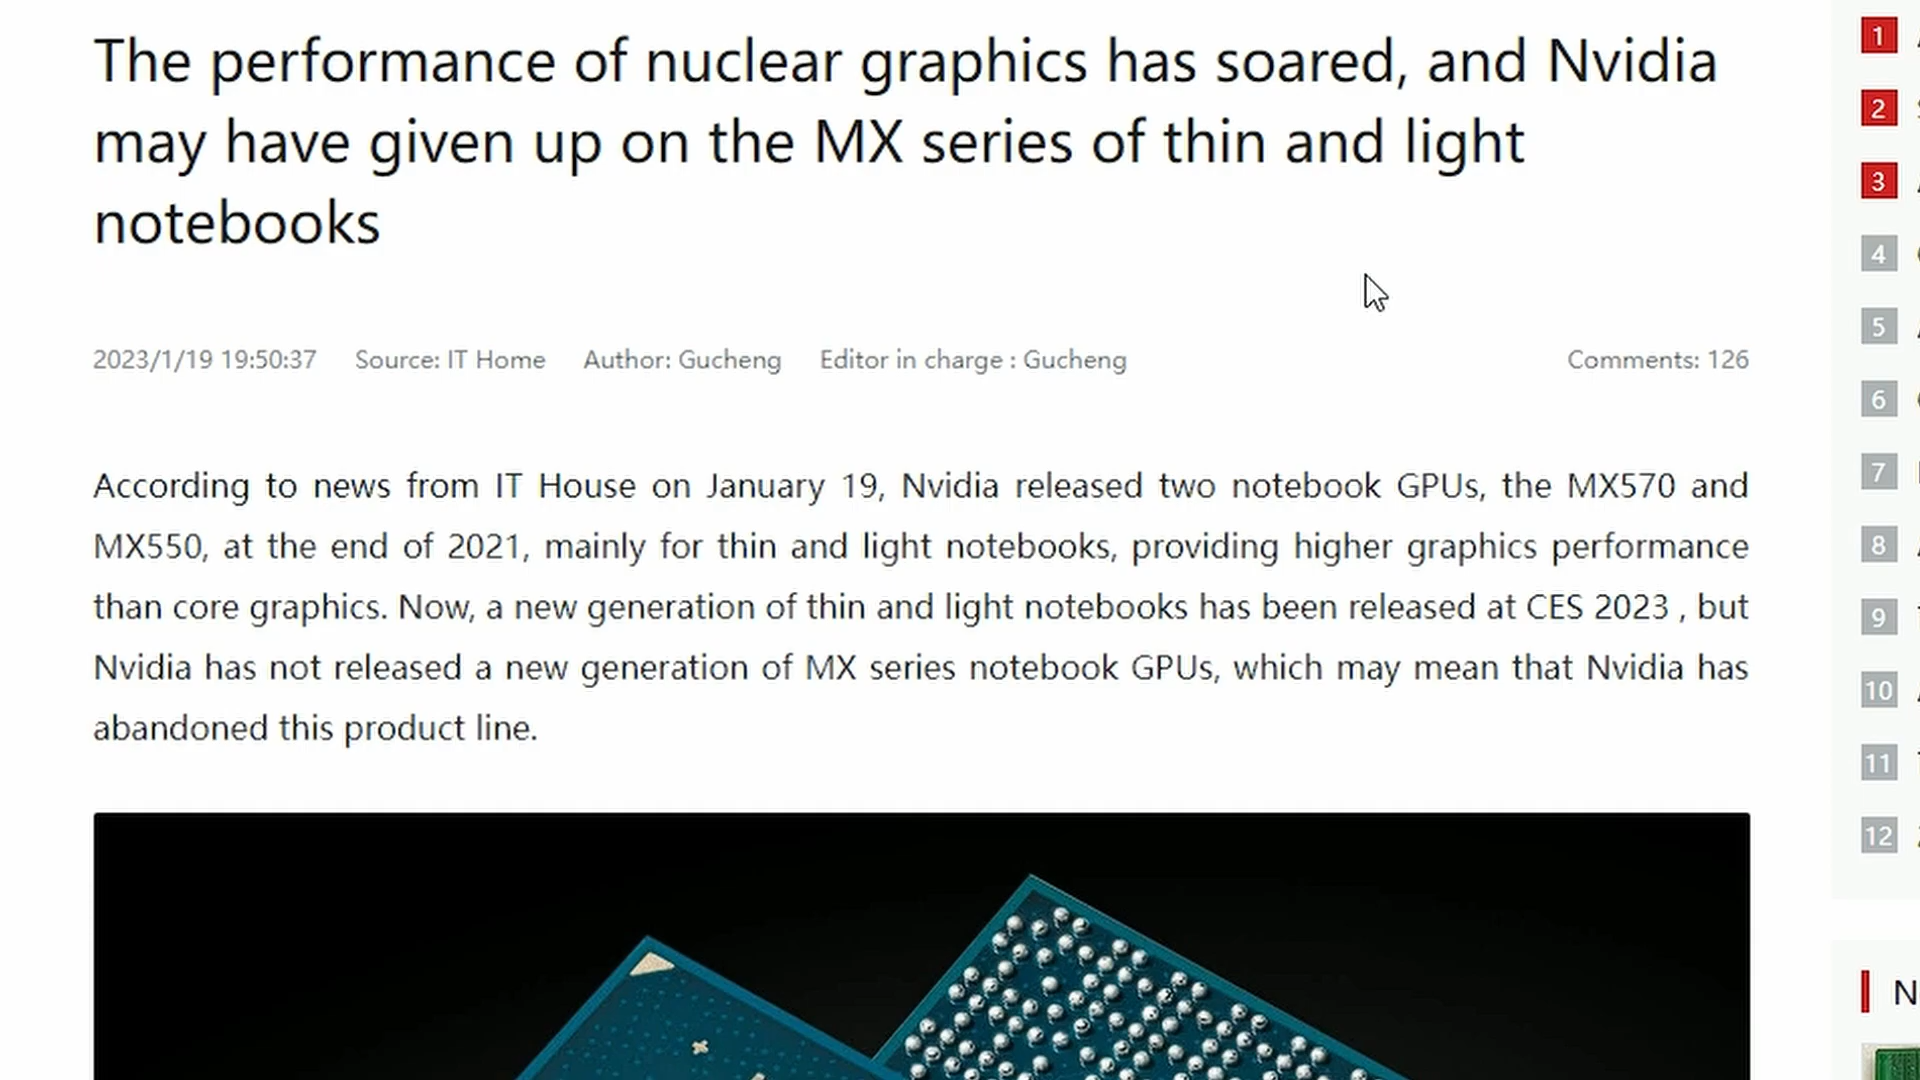 The performance of nuclear graphics has soared, and Nvidia
may have given up on the MX series of thin and light
notebooks
2023/1/19 19:50:37 Source: IT Home Author: Gucheng Editor in charge : Gucheng Comments: 126
According to news from IT House on January 19, Nvidia released two notebook GPUs, the MX570 and
MX550, at the end of 2021, mainly for thin and light notebooks, providing higher graphics performance
than core graphics. Now, a new generation of thin and light notebooks has been released at CES 2023 , but
Nvidia has not released a new generation of MX series notebook GPUs, which may mean that Nvidia has
abandoned this product line.
1
2
3
4
5
6
7
8
9
10
11
12
N